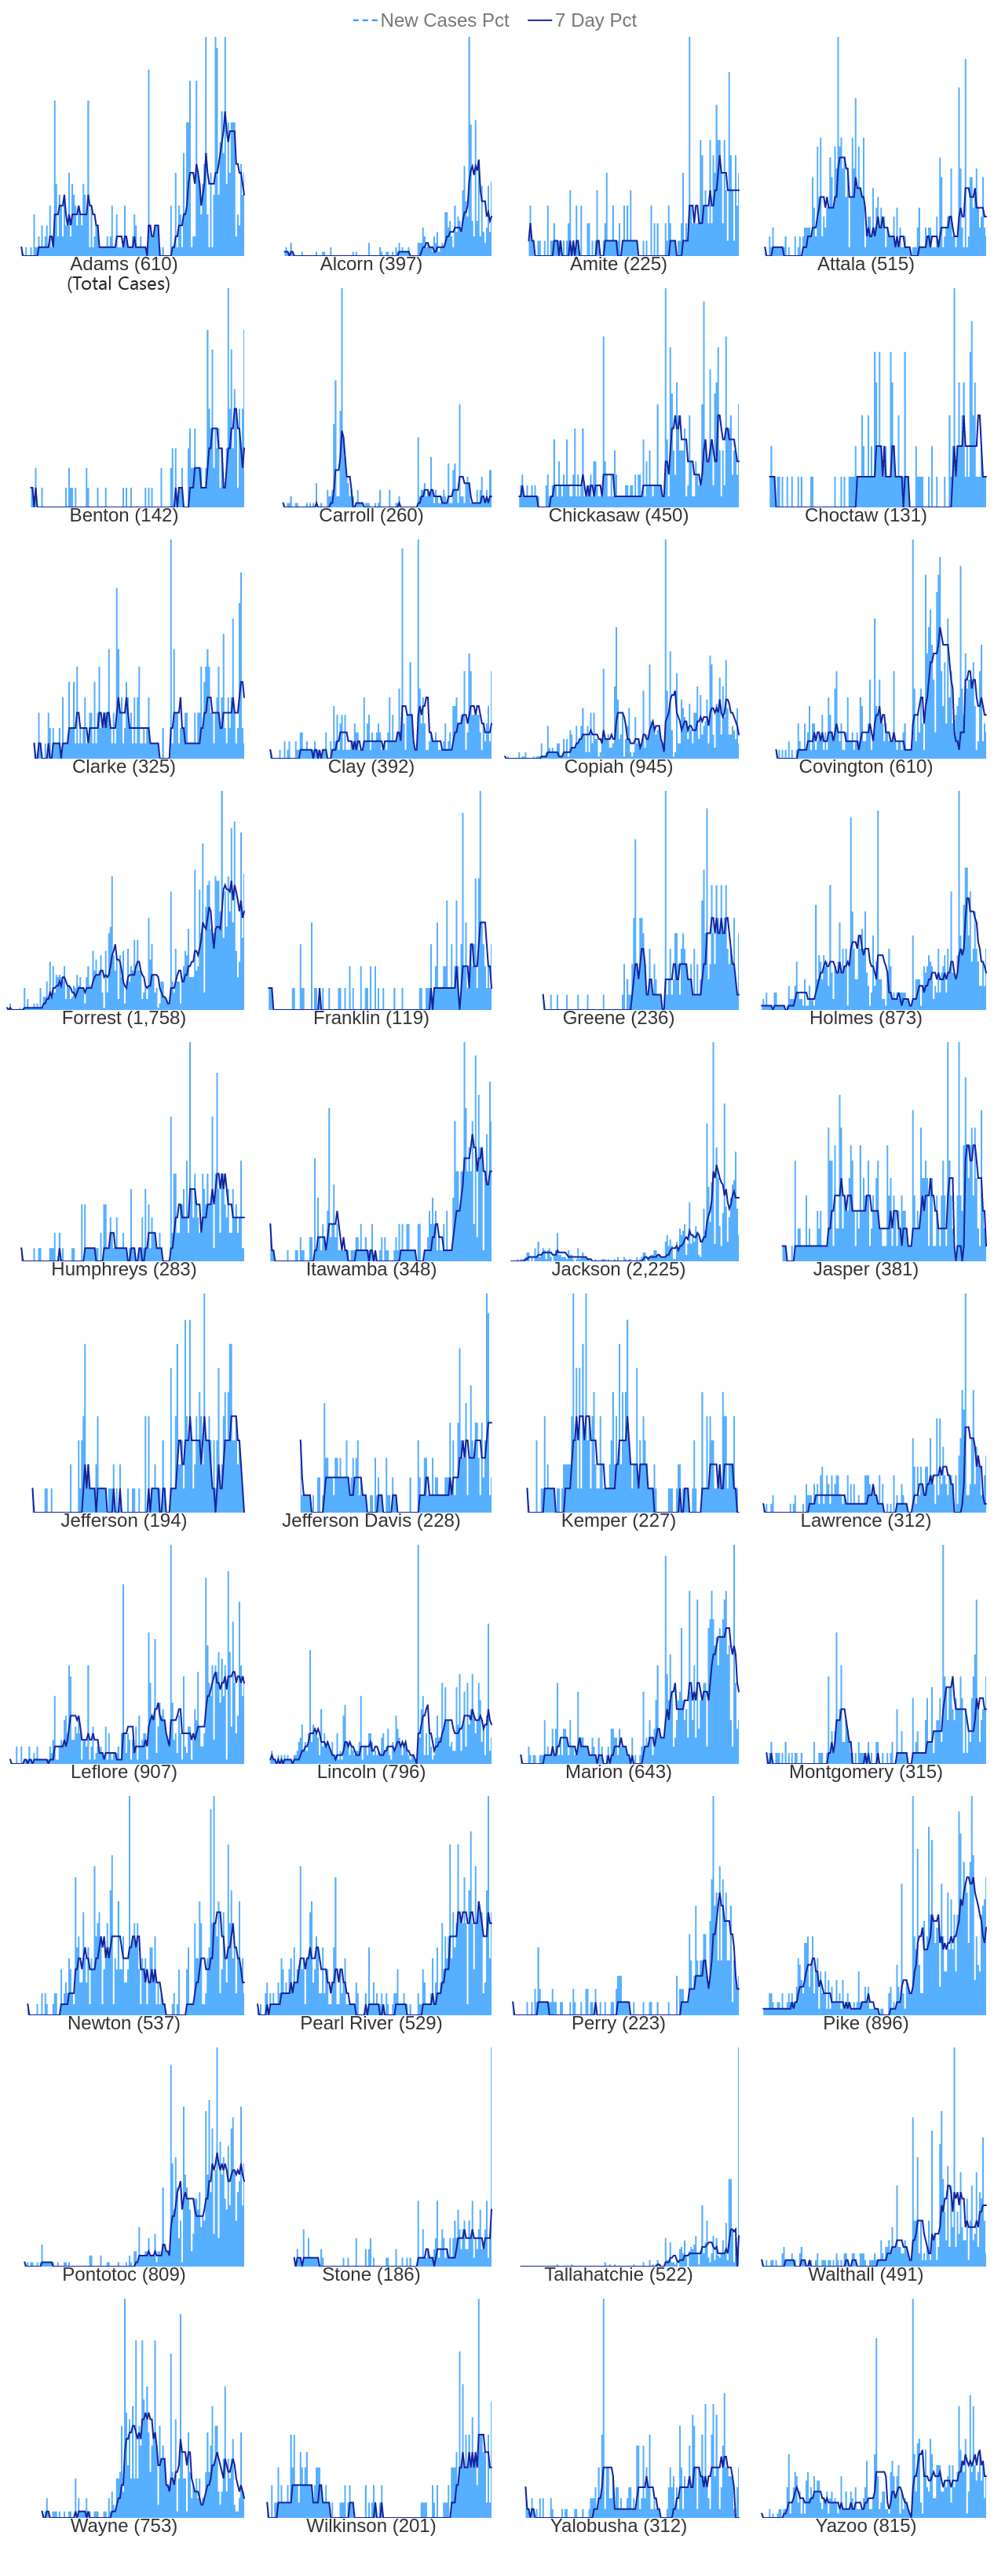 New Cases Pct 7 Day Pct
Adams (610) Alcorn (397) Amite (225) Attala (515)
(Total Cases)
Benton (142) Carroll (260) Chickasaw (450) Choctaw (131)
Clarke (325) Clay (392) Copiah (945) Covington (610)
Forrest (1,758) Franklin (119) Greene (236) Holmes (873)
Humphreys (283) Itawamba (348) Jackson (2,225) Jasper (381)
Jefferson (194) Jefferson Davis (228) Kemper (227) Lawrence (312)
Leflore (907) Lincoln (796) Marion (643) Montgomery (315)
Newton (537) Pearl River (529) Perry (223) Pike (896)
Pontotoc (809) Stone (186) Tallahatchie (522) Walthall (491)
Wayne (753) Wilkinson (201) Yalobusha (312) Yazoo (815)